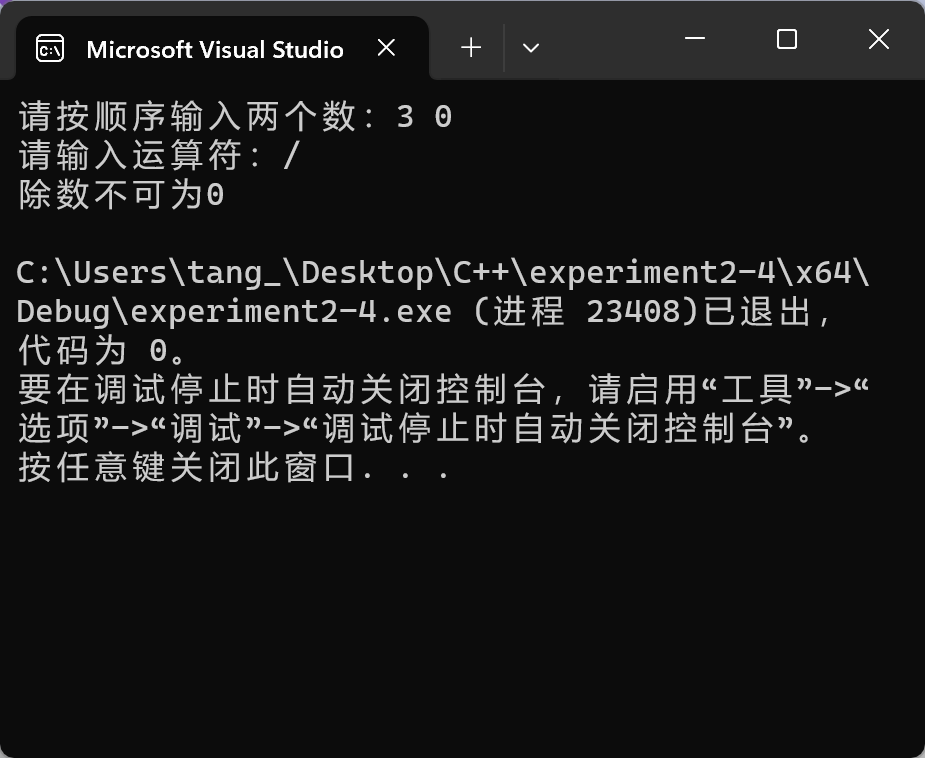 Microsoft Visual Studio
请按顺序输入两个数：3 0
请输入运算符：/
除数不可为0
C:\Users\tang_\Desktop\C++\experiment2-4\x64\
Debug\experiment2-4.exe (进程 23408)已退出，
代码为 0。
要在调试停止时自动关闭控制台，请启用“工具”->“
选项”->“调试”->“调试停止时自动关闭控制台”。
按任意键关闭此窗口. . .